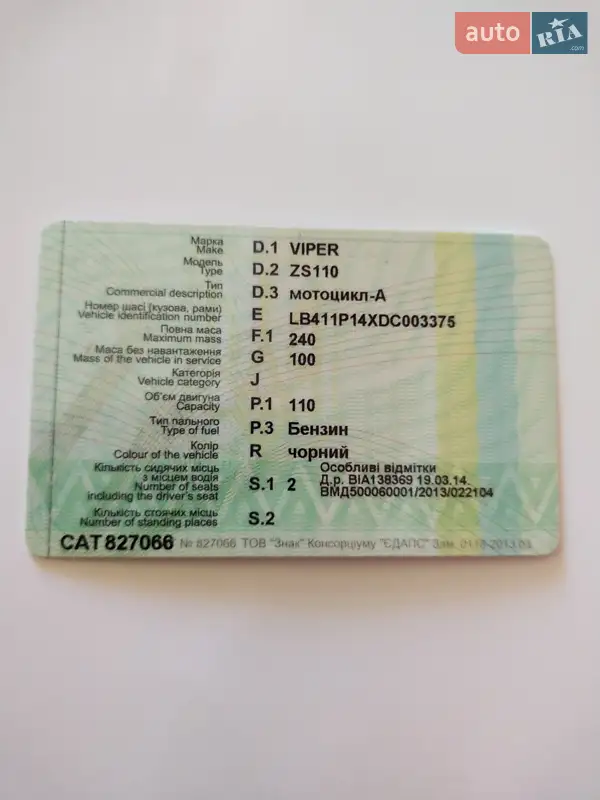 auto RIA .com
Марка
Make D.1 VIPER
Модель
Type D.2 ZS110
Тип
Commercial description D.3 мотоцикл-А
Номер шасі (кузова, рами)
Vehicle identification number E LB411P14XDC003375
Повна маса
Maximum mass F.1 240
Маса без навантаження
Mass of the vehicle in service G 100
Категорія
Vehicle category J
Об'єм двигуна
Capacity P.1 110
Тип пального
Type of fuel P.3 Бензин
Колір
Colour of the vehicle R чорний
Кількість сидячих місць
з місцем водія
Number of seats
including the driver's seat S.1 2
Особливі відмітки
Д.р. ВІА138369 19.03.14.
ВМД500060001/2013/022104
Кількість стоячих місць
Number of standing places S.2
САТ827066 № 827066 ТОВ "Знак" Консорціуму "ЄДАПС" Зам.